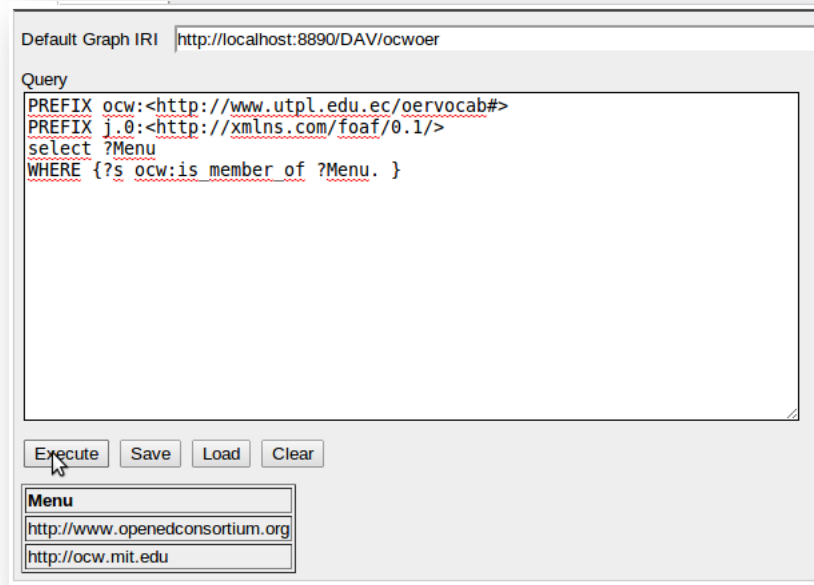 Default Graph IRI http://localhost:8890/DAV/ocwoer
Query
PREFIX ocw:<http://www.utpl.edu.ec/oervocab#>
PREFIX j.0:<http://xmlns.com/foaf/0.1/>
select ?Menu
WHERE {?s ocw:is_member_of ?Menu. }
Execute Save Load Clear
Menu
http://www.openedconsortium.org
http://ocw.mit.edu